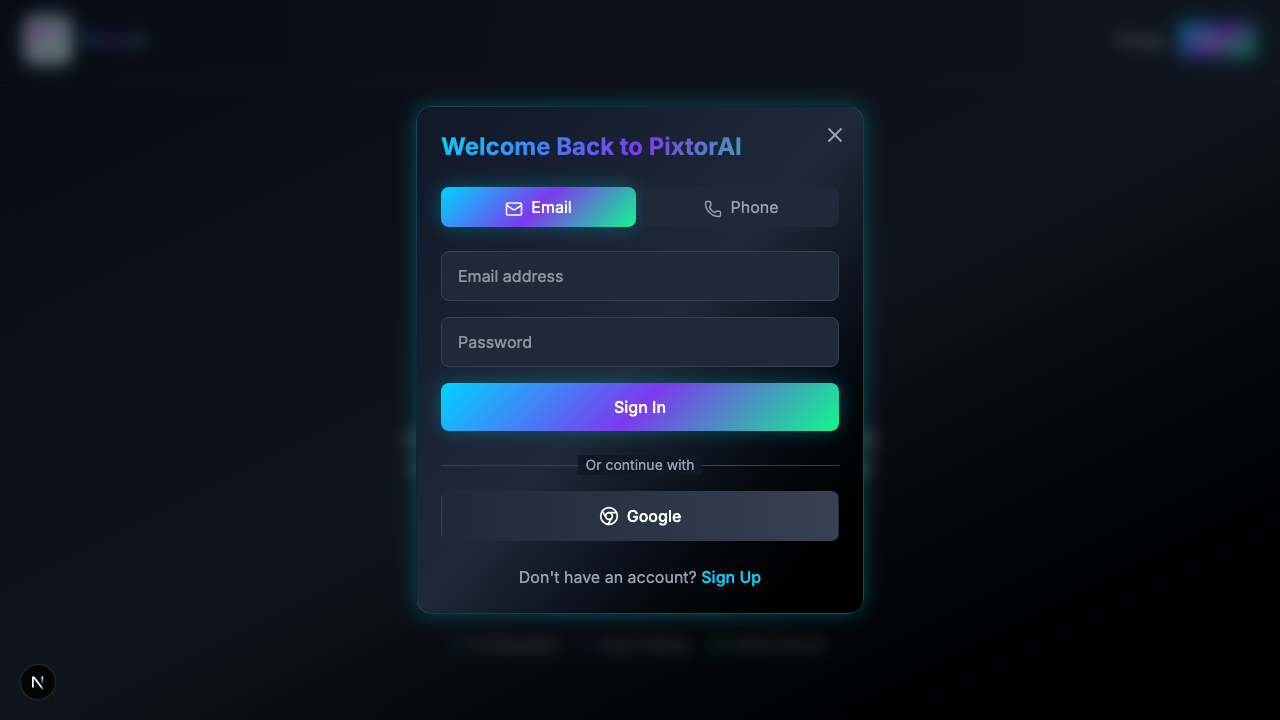 Welcome Back to PixtorAI
Email
Phone
Email address
Password
Sign In
Or continue with
Google
Don't have an account? Sign Up
N